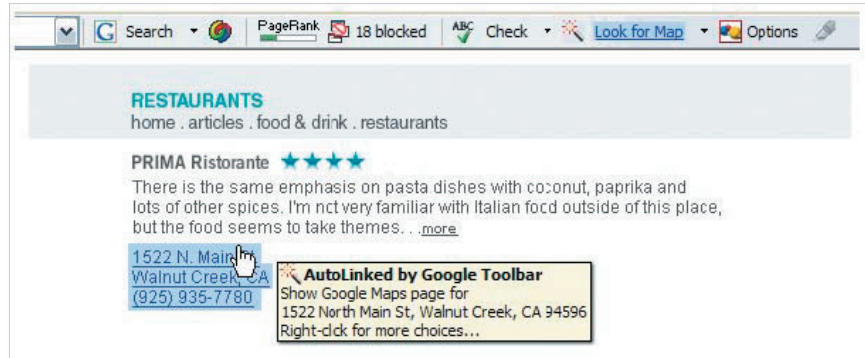 G Search PageRank 18 blocked ABC Check Look for Map Options
RESTAURANTS
home . articles . food & drink . restaurants
PRIMA Ristorante
There is the same emphasis on pasta dishes with coconut, paprika and
lots of other spices. I'm not very familiar with Italian food outside of this place,
but the food seems to take themes. . .more
1522 N. Main
Walnut Creek, CA
(925) 935-7780
AutoLinked by Google Toolbar
Show Google Maps page for
1522 North Main St, Walnut Creek, CA 94596
Right-click for more choices...